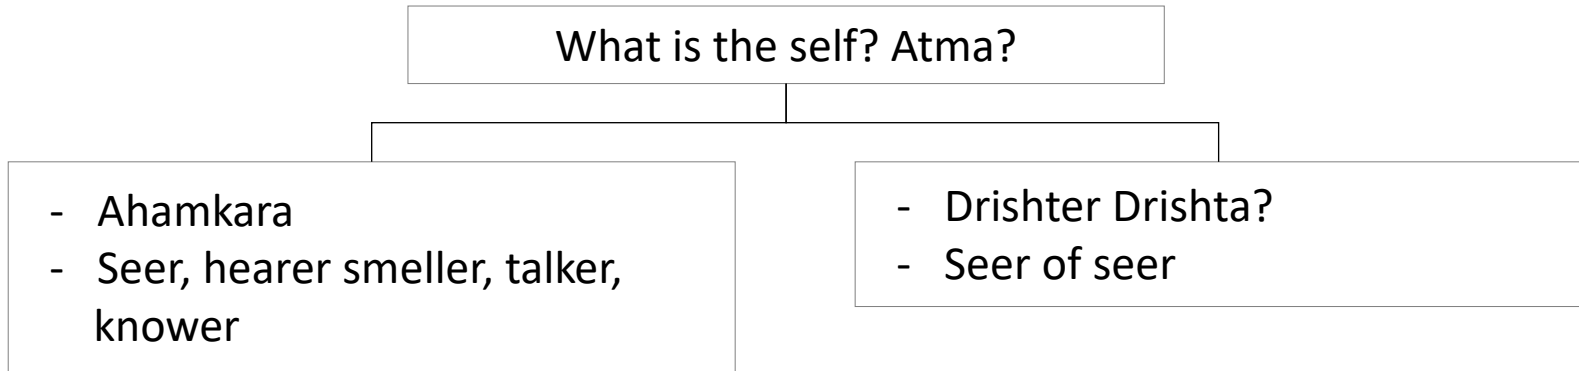 What is the self? Atma?
- Ahamkara
- Seer, hearer smeller, talker,
knower
- Drishter Drishta?
- Seer of seer